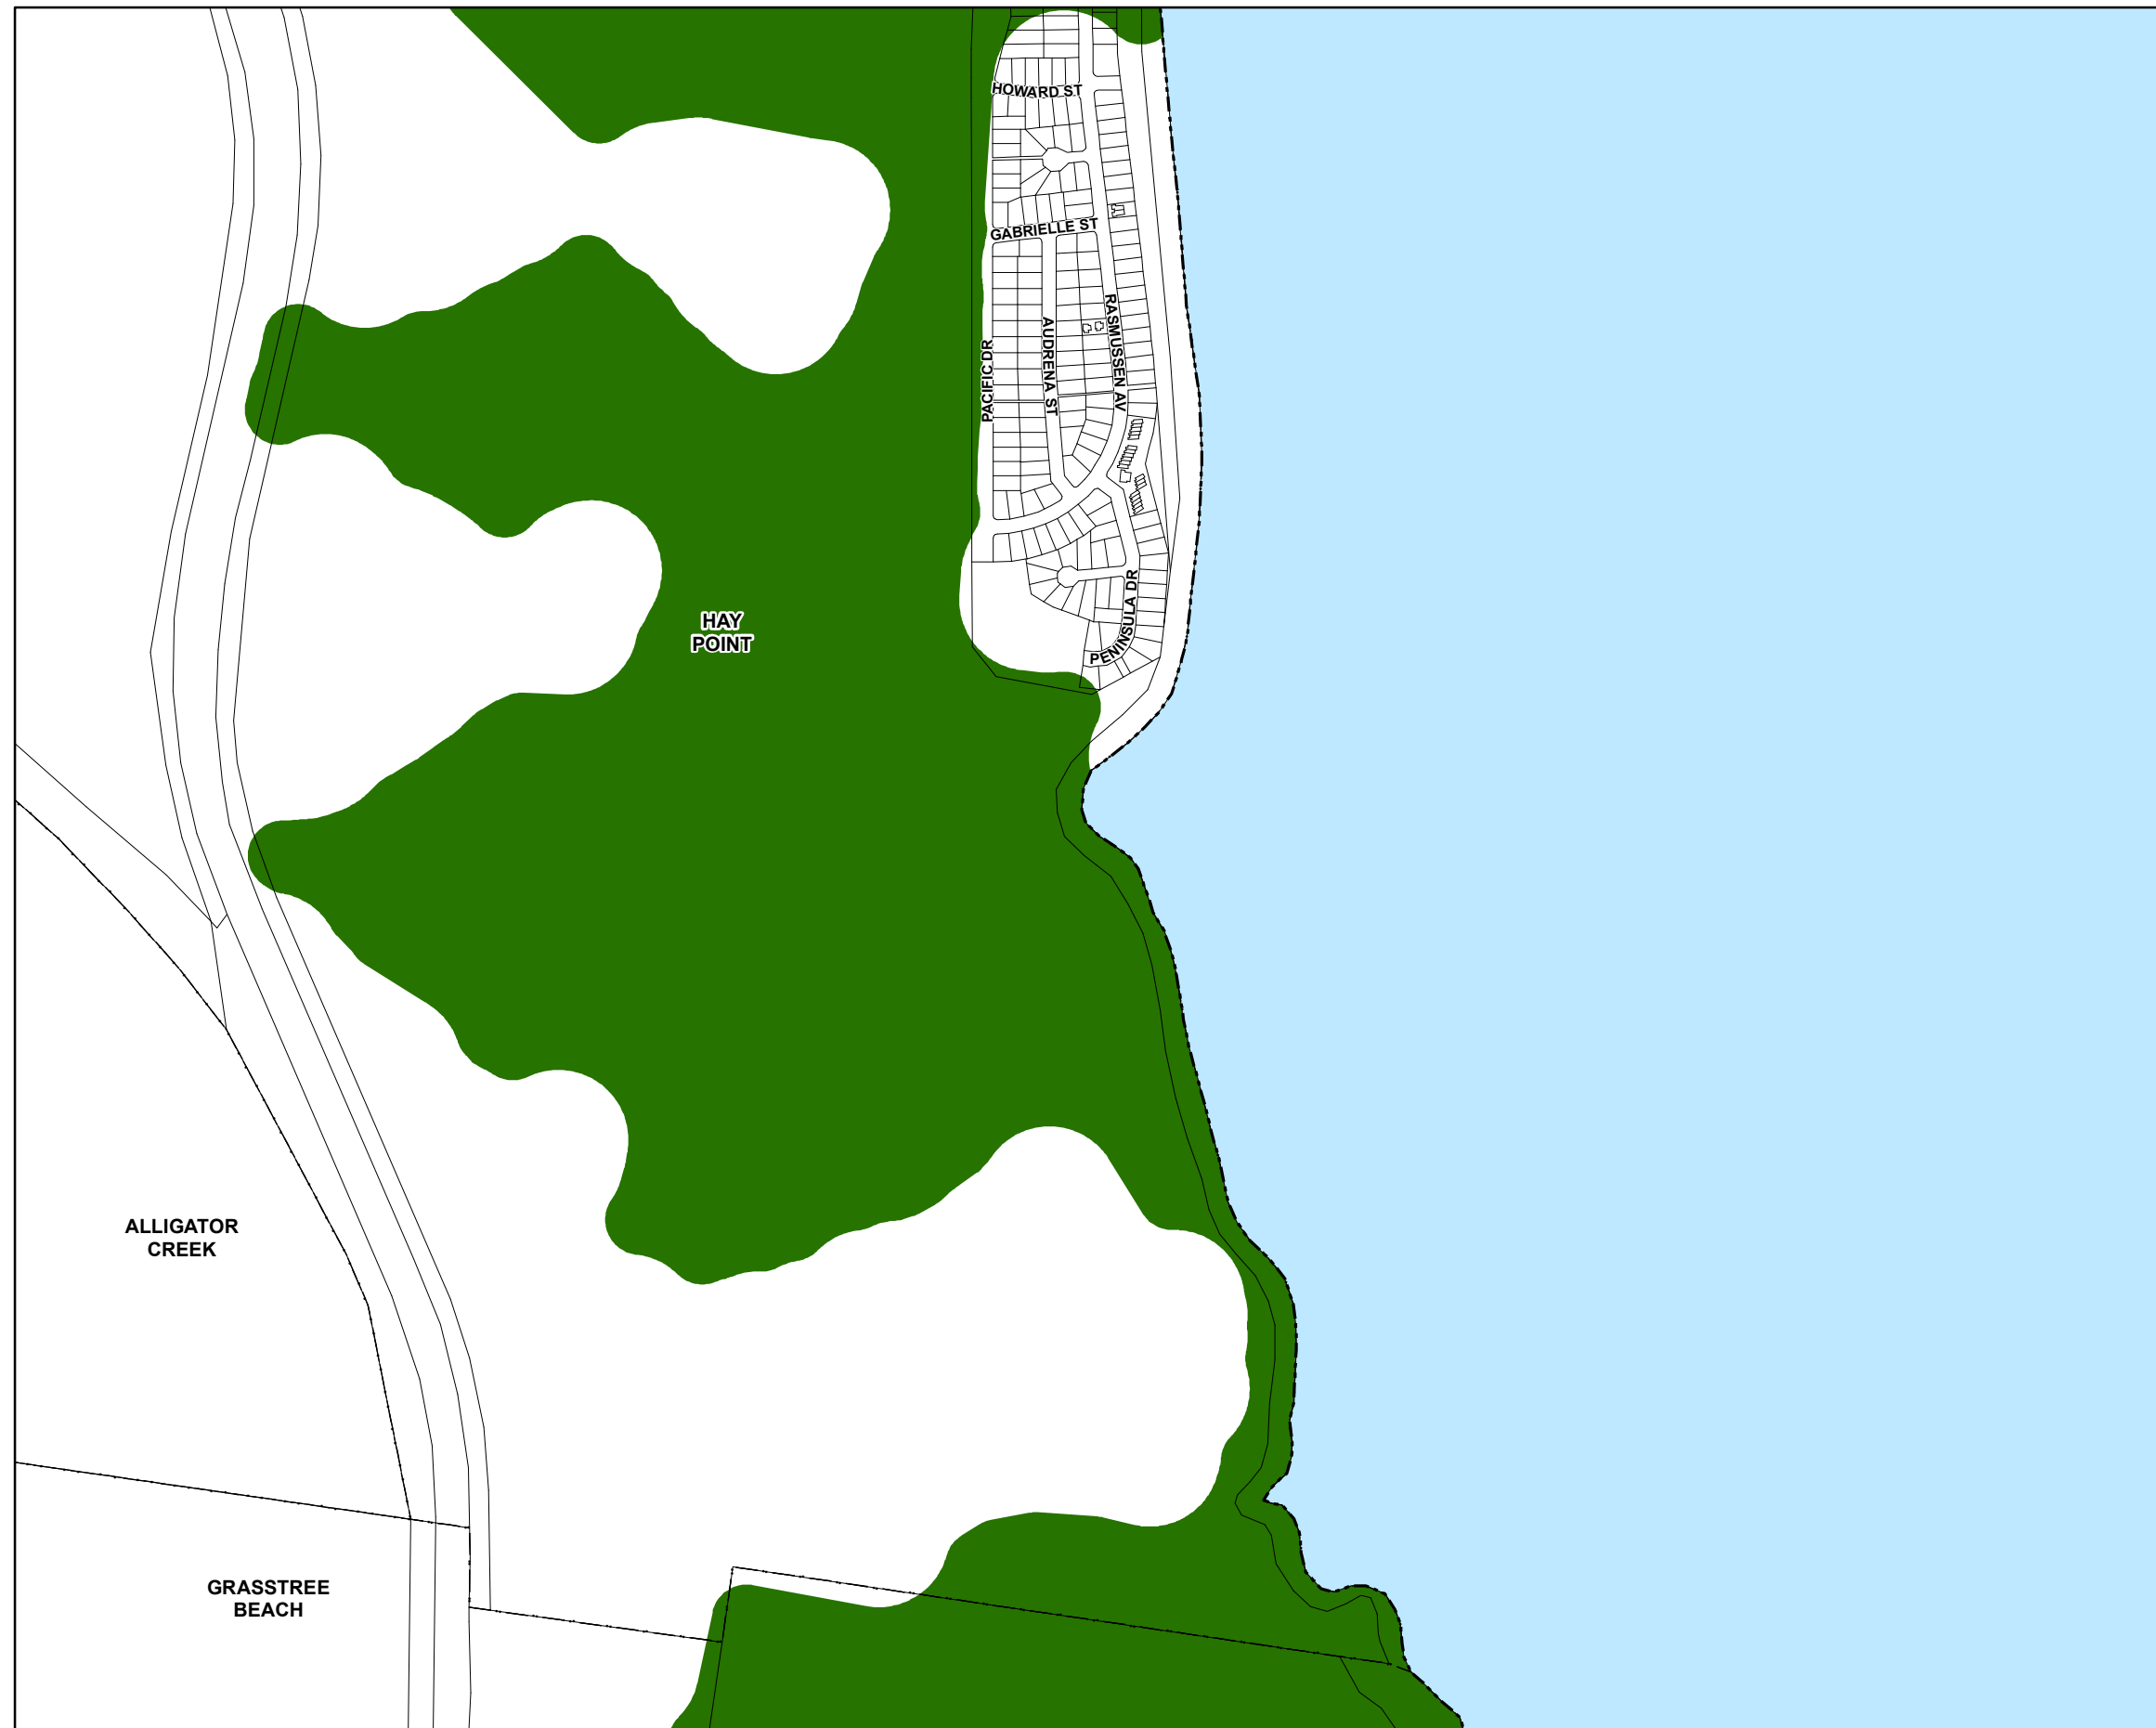 HOWARD ST
GABRIELLE ST
RASMUSSEN AV
AUDRENA ST
PACIFIC DR
PENINSULA DR
HAY
POINT
ALLIGATOR
CREEK
GRASSTREE
BEACH